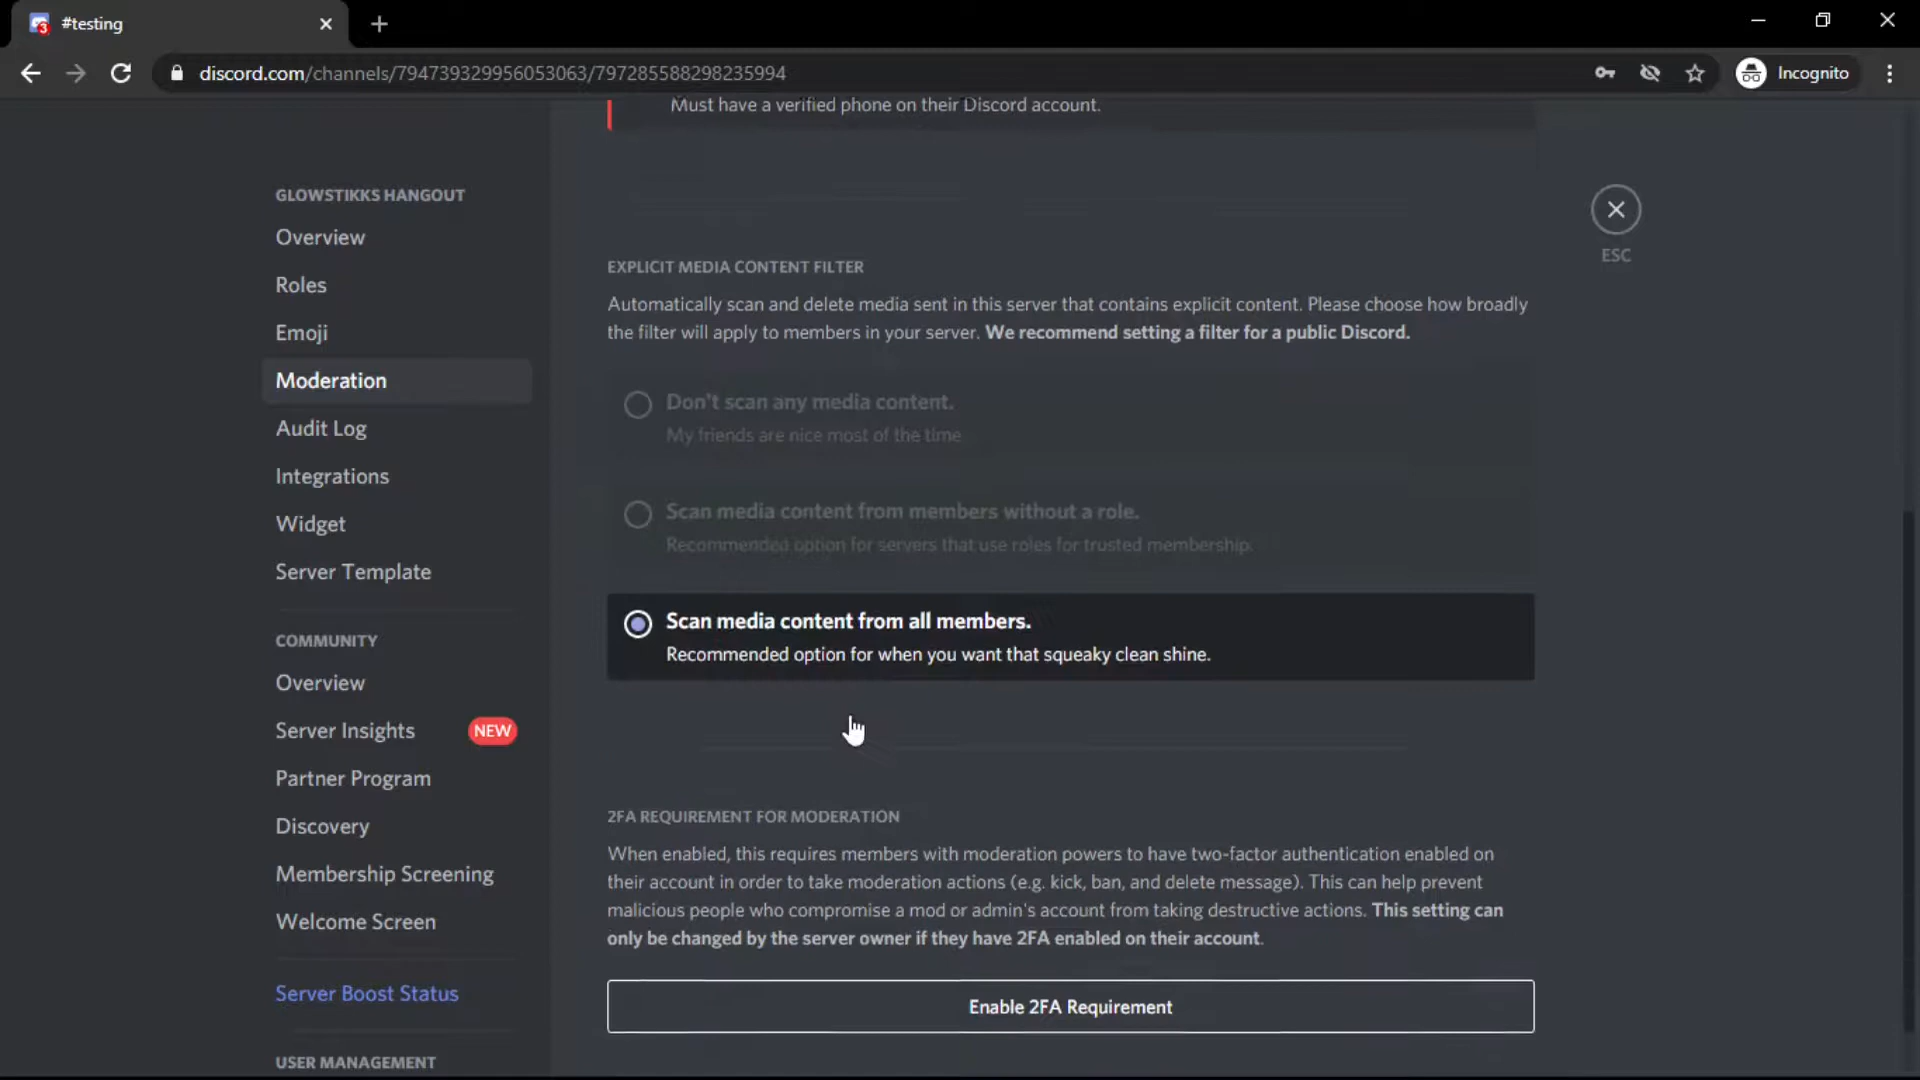 #testing
discord.com/channels/794739329956053063/797285588298235994
Incognito
Must have a verified phone on their Discord account.
GLOWSTIKKS HANGOUT
Overview
Roles
Emoji
Moderation
Audit Log
Integrations
Widget
Server Template
COMMUNITY
Overview
Server Insights NEW
Partner Program
Discovery
Membership Screening
Welcome Screen
Server Boost Status
USER MANAGEMENT
EXPLICIT MEDIA CONTENT FILTER
Automatically scan and delete media sent in this server that contains explicit content. Please choose how broadly
the filter will apply to members in your server. We recommend setting a filter for a public Discord.
Don't scan any media content.
My friends are nice most of the time
Scan media content from members without a role.
Recommended option for servers that use roles for trusted membership.
Scan media content from all members.
Recommended option for when you want that squeaky clean shine.
2FA REQUIREMENT FOR MODERATION
When enabled, this requires members with moderation powers to have two-factor authentication enabled on
their account in order to take moderation actions (e.g. kick, ban, and delete message). This can help prevent
malicious people who compromise a mod or admin's account from taking destructive actions. This setting can
only be changed by the server owner if they have 2FA enabled on their account.
Enable 2FA Requirement
ESC
3